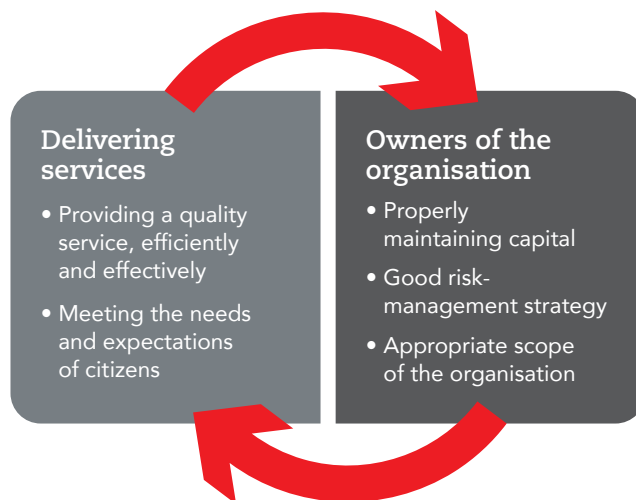 Delivering
services
• Providing a quality
service, efficiently
and effectively
• Meeting the needs
and expectations
of citizens
Owners of the
organisation
• Properly
maintaining capital
• Good risk-
management strategy
• Appropriate scope
of the organisation